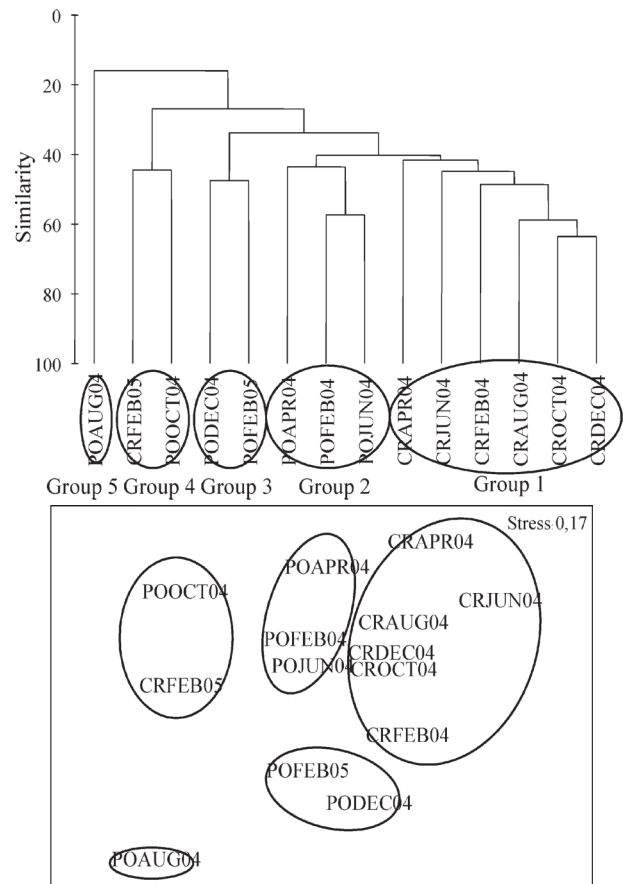 0
20
40
60
80
100
Similarity
POAUG04
CRFEB05
POOCT04
PODEC04
POFEB05
POAPR04
POFEB04
POJUN04
CRAPR04
CRJUN04
CRFEB04
CRAUG04
CROCT04
CRDEC04
Group 5 Group 4 Group 3 Group 2 Group 1
Stress 0,17
CRAPR04
POAPR04
POOCT04
CRJUN04
CRAUG04
POFEB04
CRDEC04
POJUN04
CROCT04
CRFEB05
CRFEB04
POFEB05
PODEC04
POAUG04